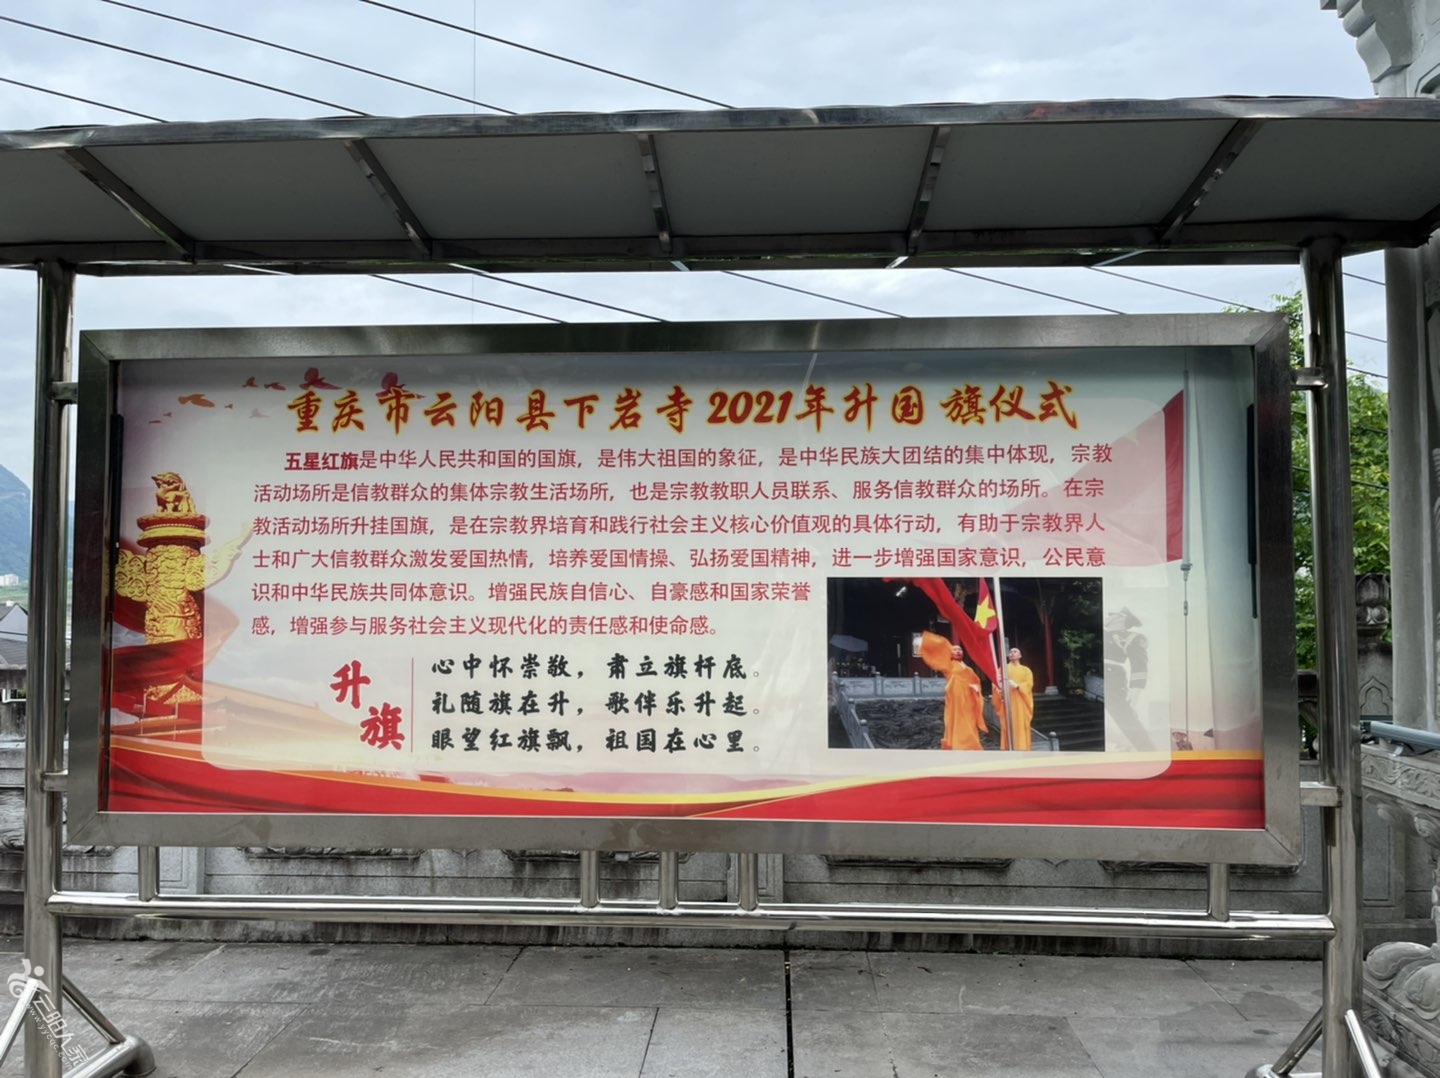 重庆市云阳县下岩寺2021年升国旗仪式
五星红旗是中华人民共和国的国旗，是伟大祖国的象征，是中华民族大团结的集中体现，宗教
活动场所是信教群众的集体宗教生活场所，也是宗教教职人员联系、服务信教群众的场所。在宗
教活动场所升挂国旗，是在宗教界培育和践行社会主义核心价值观的具体行动，有助于宗教界人
士和广大信教群众激发爱国热情，培养爱国情操、弘扬爱国精神，进一步增强国家意识，公民意
识和中华民族共同体意识。增强民族自信心、自豪感和国家荣誉
感，增强参与服务社会主义现代化的责任感和使命感。
升旗
心中怀崇敬，肃立旗杆底。
礼随旗在升，歌伴乐升起。
眼望红旗飘，祖国在心里。
云阳人家
www.yycqc.com